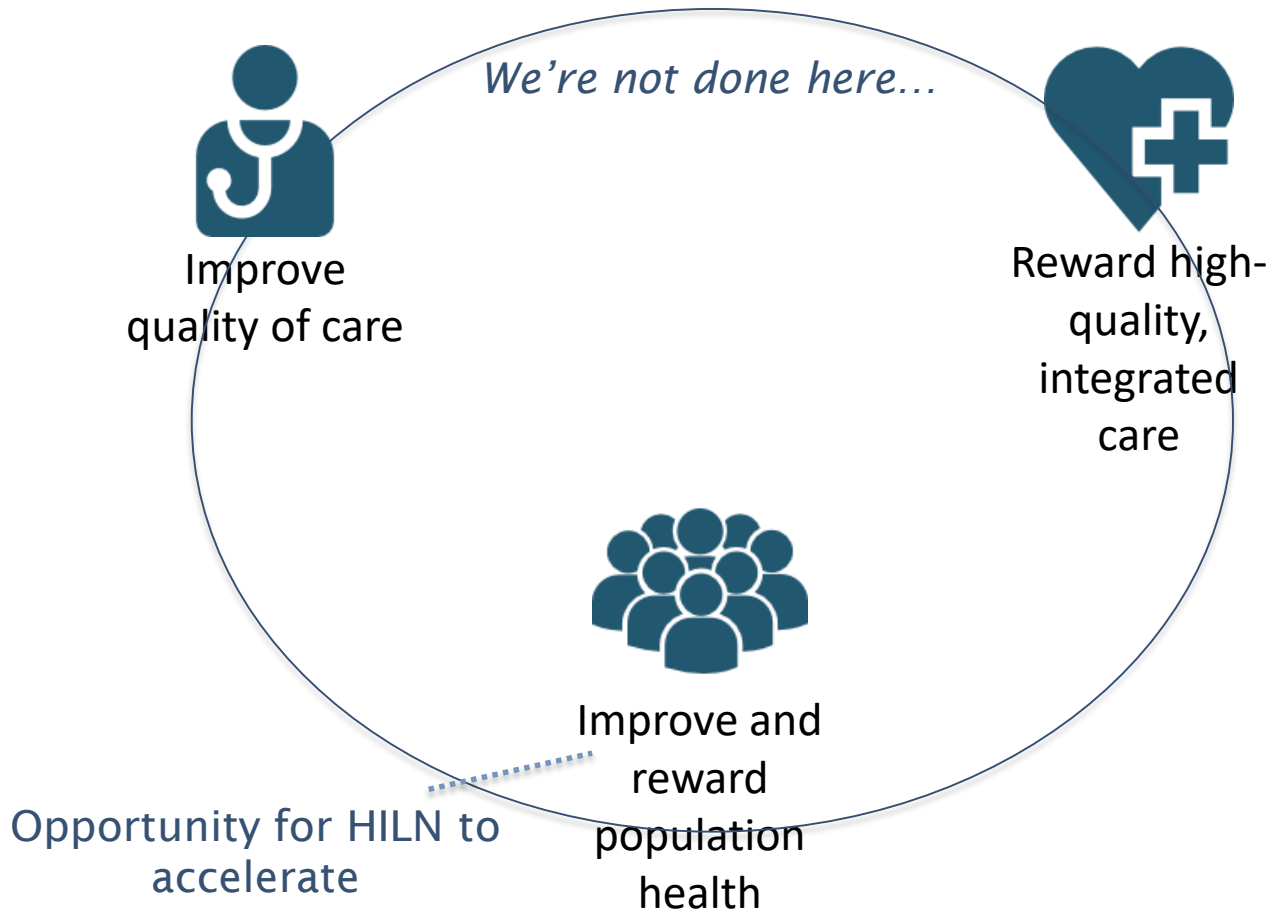 We’re not done here…
Improve
quality of care
Reward high-
quality,
integrated
care
Improve and
reward
population
health
Opportunity for HILN to
accelerate